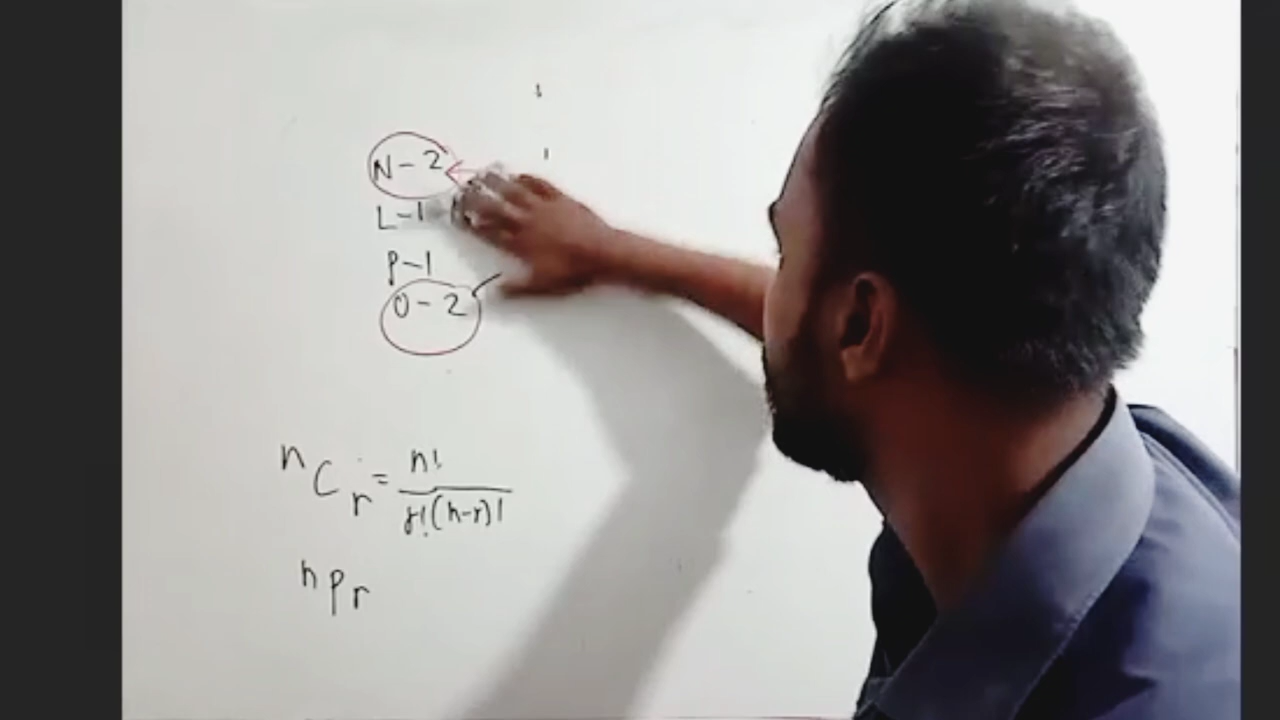 N-2
L-1
P-1
O-2
nCr = n! / r!(n-r)!
nPr